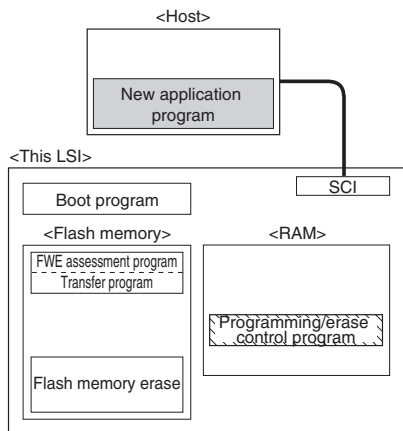 <Host>
New application
program
<This LSI>
SCI
Boot program
<Flash memory>
<RAM>
FWE assessment program
Transfer program
Programming/erase
control program
Flash memory erase